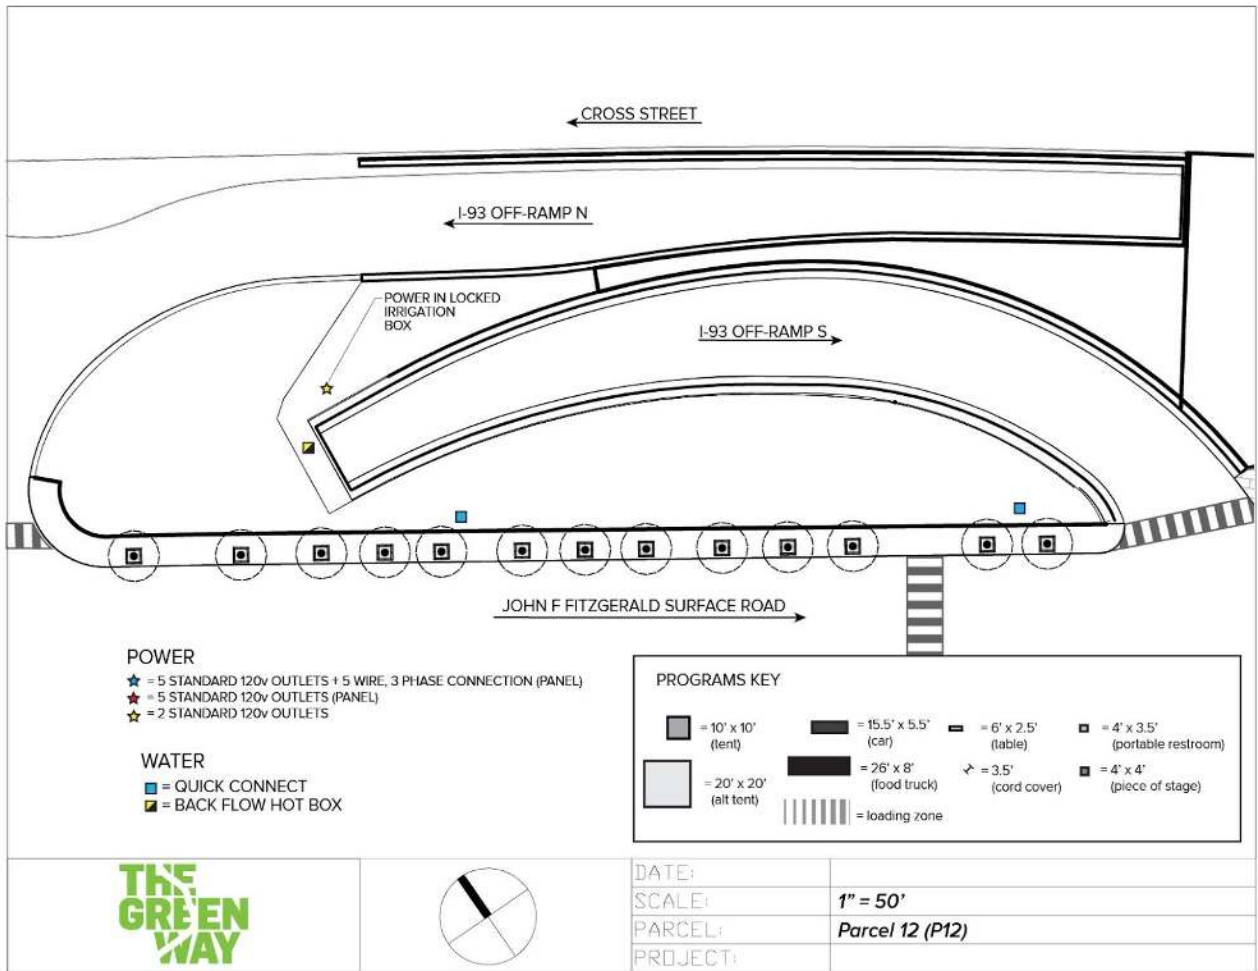 CROSS STREET
I-93 OFF-RAMP N
POWER IN LOCKED
IRRIGATION
BOX
I-93 OFF-RAMP S
JOHN F FITZGERALD SURFACE ROAD
POWER
= 5 STANDARD 120v OUTLETS + 5 WIRE, 3 PHASE CONNECTION (PANEL)
= 5 STANDARD 120v OUTLETS (PANEL)
= 2 STANDARD 120v OUTLETS
WATER
= QUICK CONNECT
= BACK FLOW HOT BOX
PROGRAMS KEY
= 10' x 10'
(tent)
= 20' x 20'
(alt tent)
= 15.5' x 5.5'
(car)
= 26' x 8'
(food truck)
= loading zone
= 6' x 2.5'
(table)
= 3.5'
(cord cover)
= 4' x 3.5'
(portable restroom)
= 4' x 4'
(piece of stage)
THE
GREEN
WAY
DATE:
SCALE: 1" = 50'
PARCEL: Parcel 12 (P12)
PROJECT: